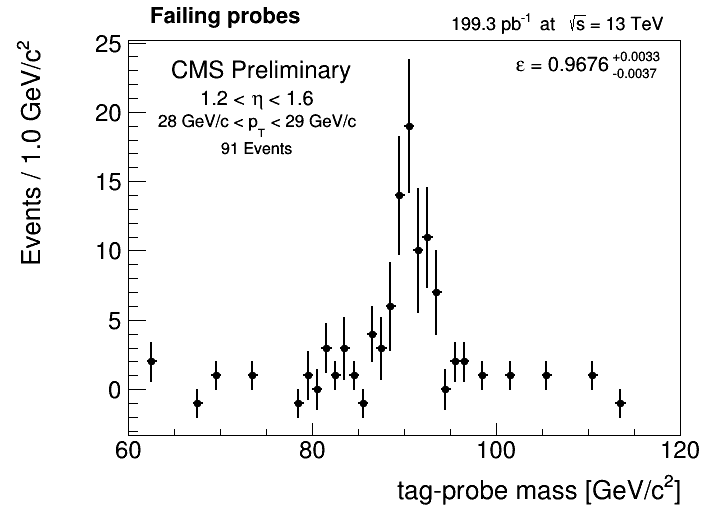 Failing probes
199.3 pb⁻¹ at √s = 13 TeV
CMS Preliminary
1.2 < η < 1.6
28 GeV/c < p_T < 29 GeV/c
91 Events
ε = 0.9676 +0.0033 -0.0037
Events / 1.0 GeV/c²
25
20
15
10
5
0
60 80 100 120
tag-probe mass [GeV/c²]